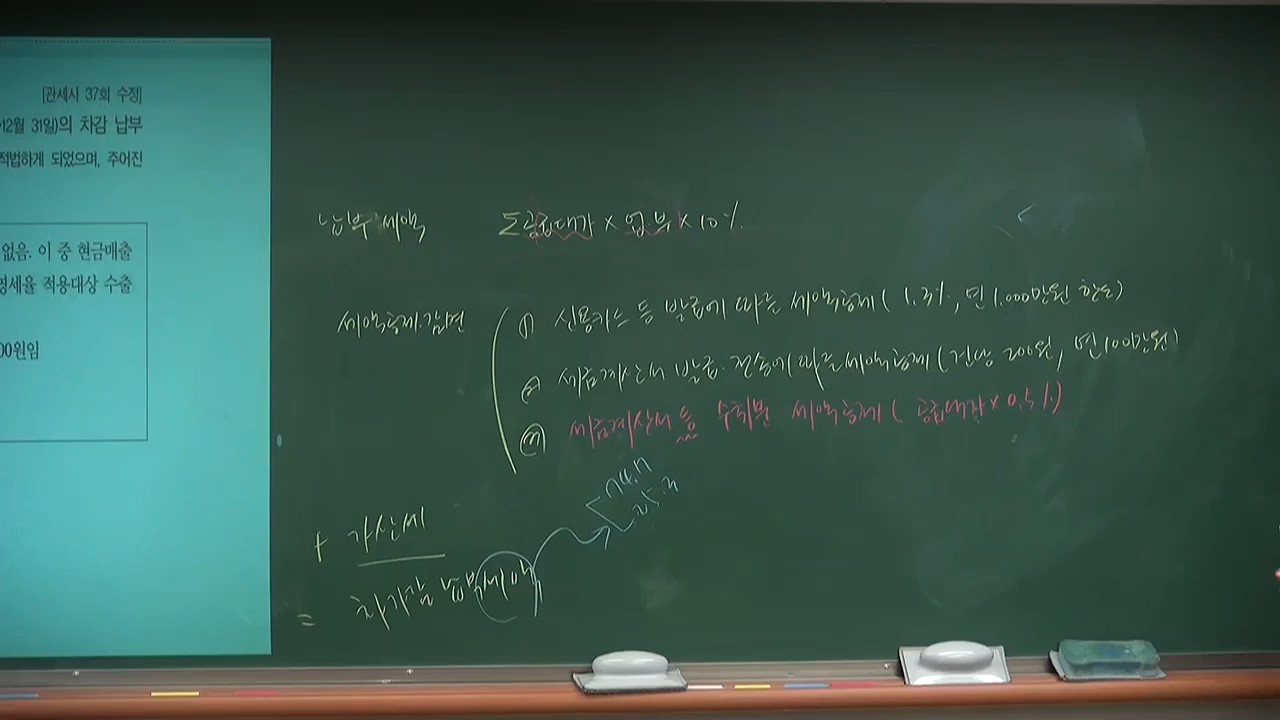 [관세사 37회 수정]
12월 31일)의 차감 납부
적법하게 되었으며, 주어진
없음. 이 중 현금매출
영세율 적용대상 수출
00원임
납부세액 Σ공급대가 × 업.부 × 10%
세액공제.감면 (1) 신용카드 등 발급에 따른 세액공제 ( 1.3%, 연 1,000만원 한도)
(2) 세금계산서 발급.전송에 따른 세액공제 (건당 200원, 연100만원)
(3) 세금계산서 등 수취분 세액공제 ( 공급대가 × 0.5%)
74.7
25.3
+ 가산세
= 차가감 납부세액